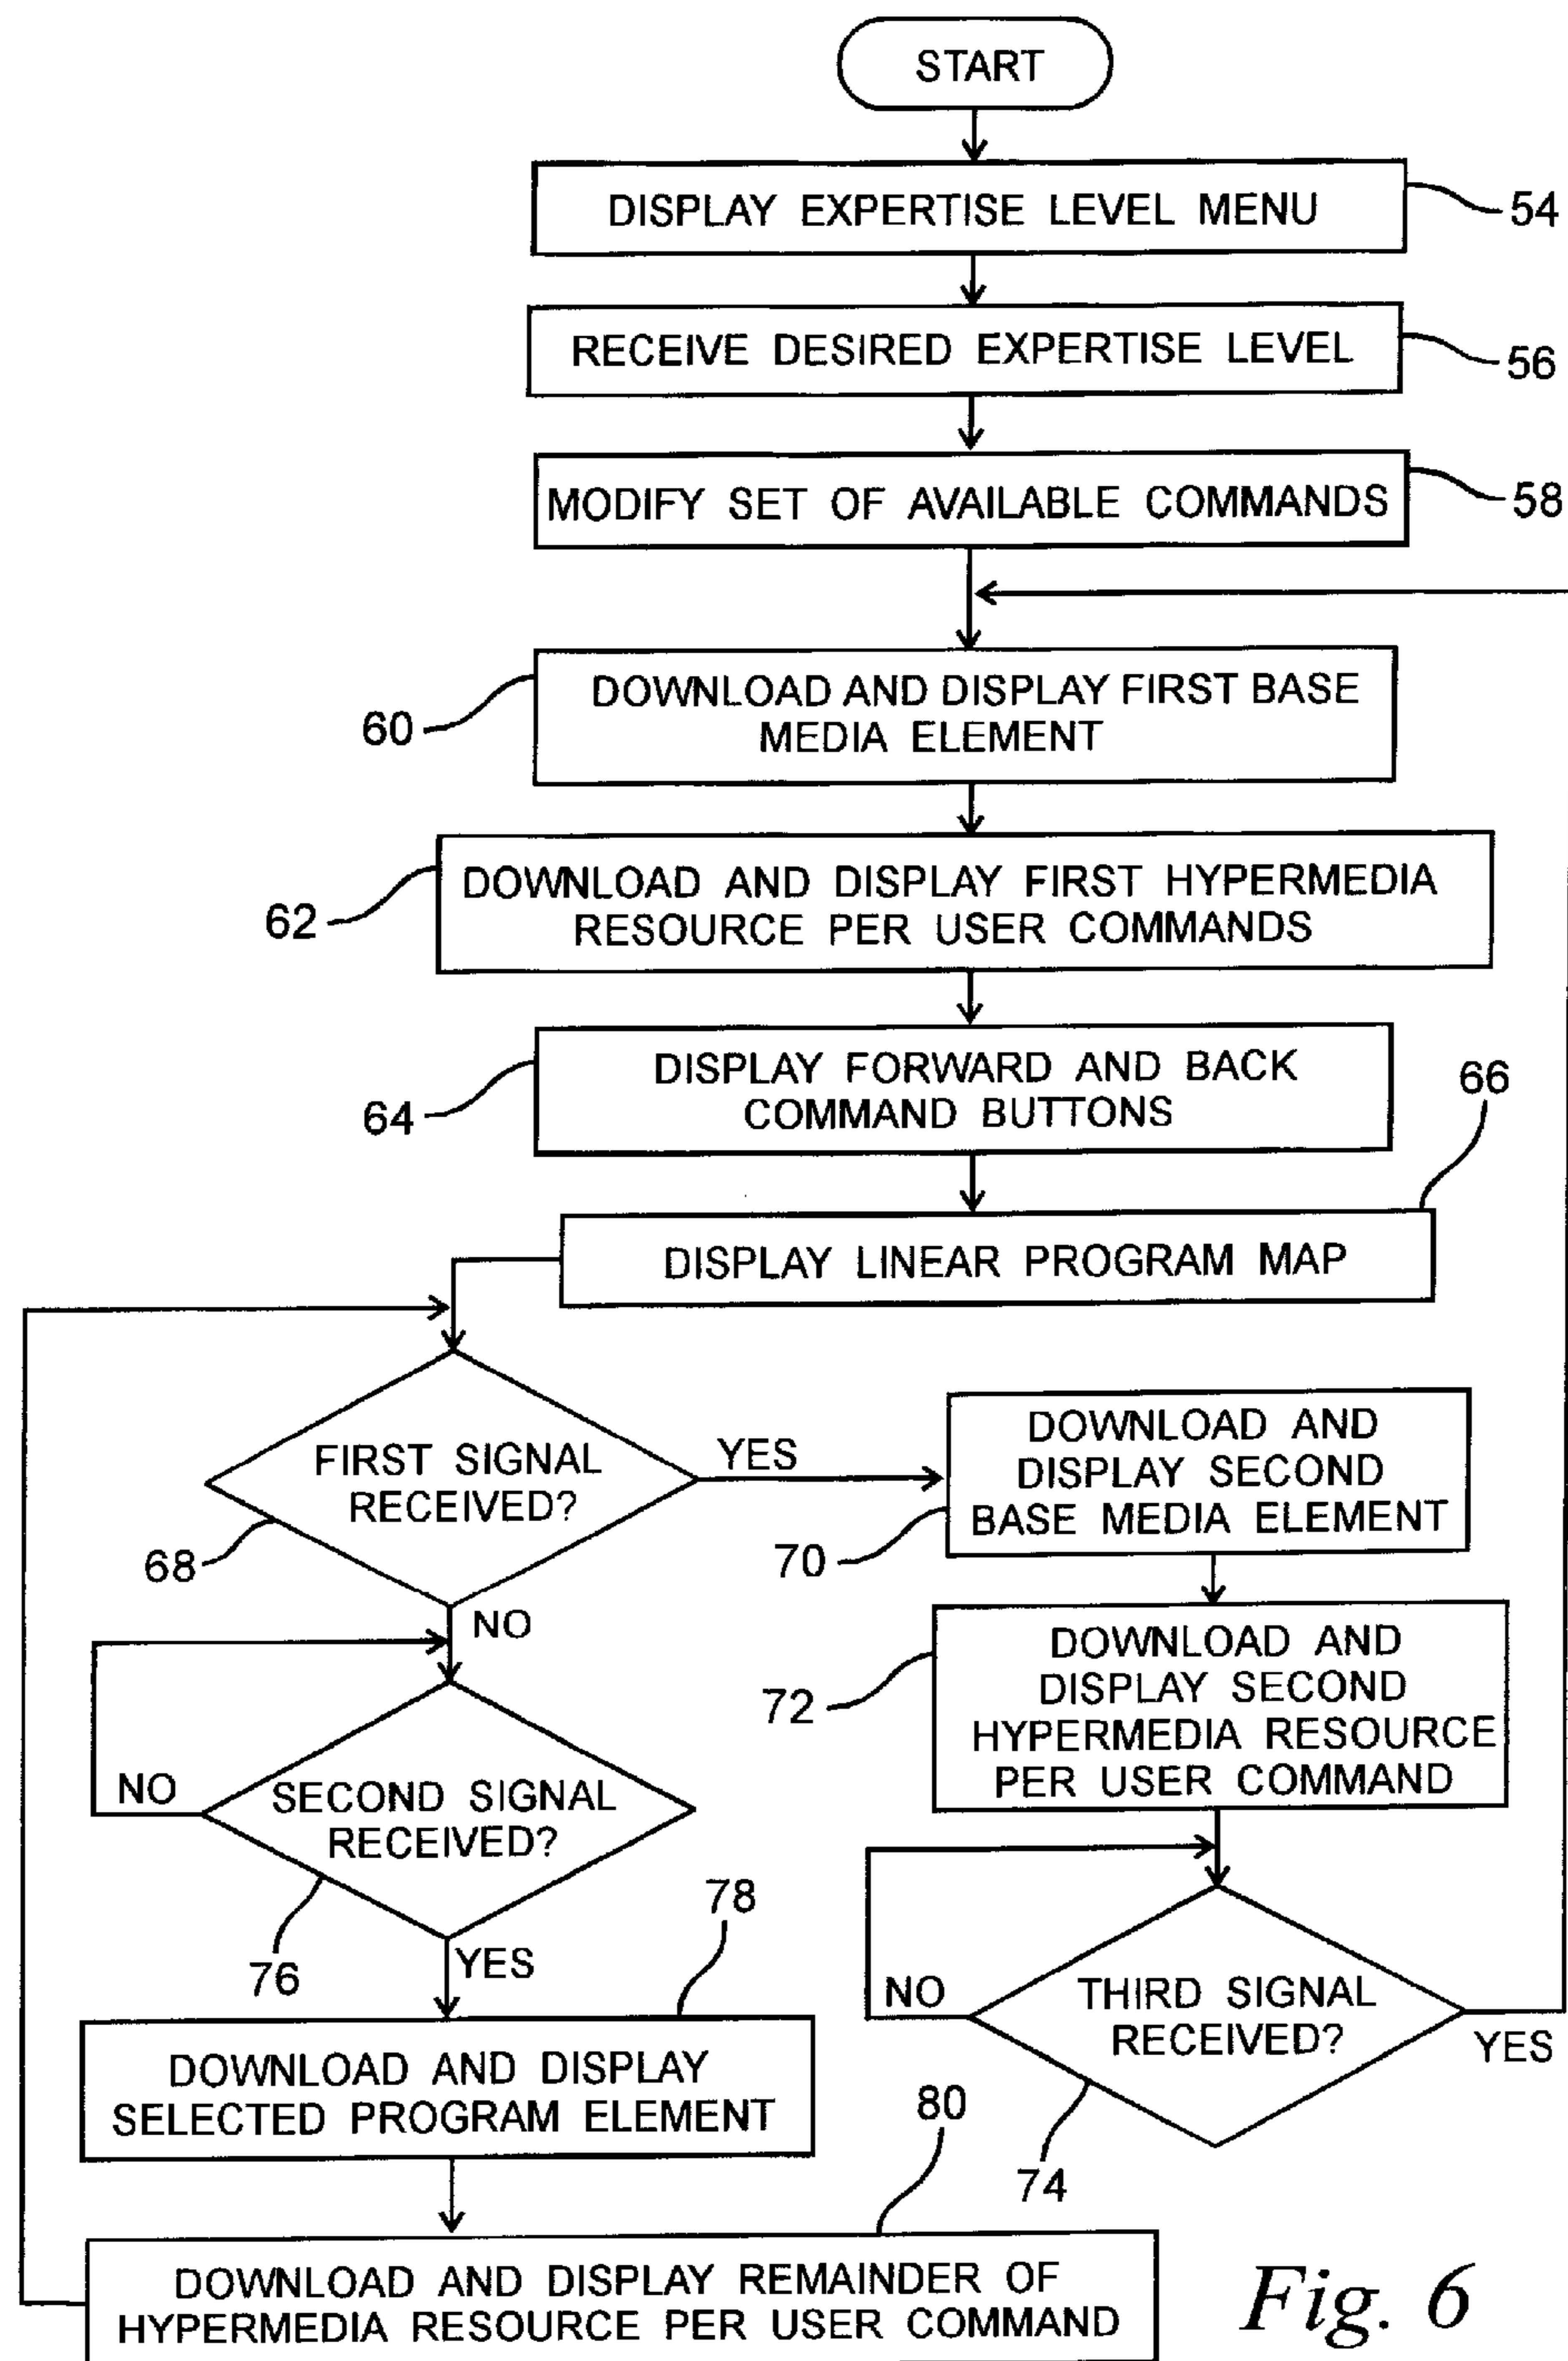 START
DISPLAY EXPERTISE LEVEL MENU
54
RECEIVE DESIRED EXPERTISE LEVEL
56
MODIFY SET OF AVAILABLE COMMANDS
58
60
DOWNLOAD AND DISPLAY FIRST BASE
MEDIA ELEMENT
62
DOWNLOAD AND DISPLAY FIRST HYPERMEDIA
RESOURCE PER USER COMMANDS
64
DISPLAY FORWARD AND BACK
COMMAND BUTTONS
66
DISPLAY LINEAR PROGRAM MAP
FIRST SIGNAL
RECEIVED?
68
YES
NO
DOWNLOAD AND
DISPLAY SECOND
BASE MEDIA ELEMENT
70
DOWNLOAD AND
DISPLAY SECOND
HYPERMEDIA RESOURCE
PER USER COMMAND
72
SECOND SIGNAL
RECEIVED?
NO
76
YES
THIRD SIGNAL
RECEIVED?
NO
YES
74
78
DOWNLOAD AND DISPLAY
SELECTED PROGRAM ELEMENT
80
DOWNLOAD AND DISPLAY REMAINDER OF
HYPERMEDIA RESOURCE PER USER COMMAND
Fig. 6